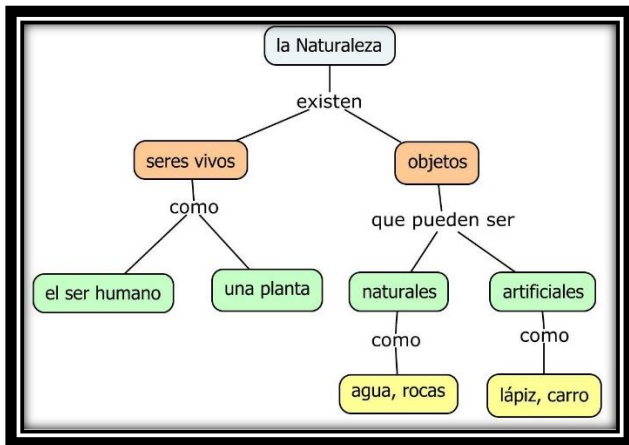 la Naturaleza
existen
seres vivos
objetos
como
que pueden ser
el ser humano
una planta
naturales
artificiales
como
como
agua, rocas
lápiz, carro